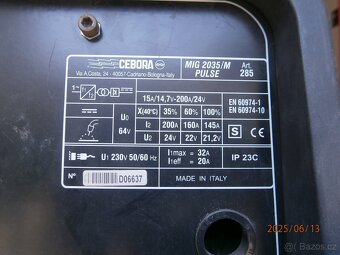 CEBORA
MIG 2035/M
PULSE
Art.
285
Via A.Costa, 24 - 40057-Cadriano-Bologna-Italy
1~
15A/14,7V-200A/24V
EN 60974-1
EN 60974-10
X(40°C) 35% 60% 100%
U0
64V
I2 200A 160A 145A
U2 24V 22V 21,2V
S CE
U1 230V 50/60 Hz
I1max = 32A
I1eff = 20A
IP 23C
N° D06637
MADE IN ITALY
2025/06/13
bazos.cz